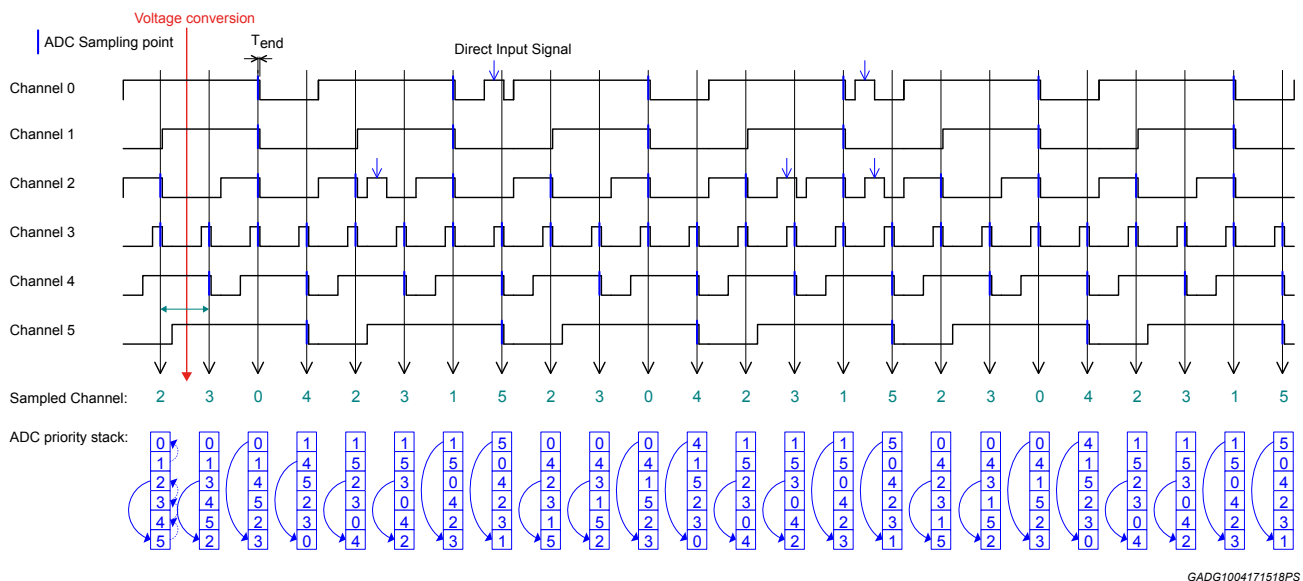 Voltage conversion
ADC Sampling point
Tend
Direct Input Signal
Channel 0
Channel 1
Channel 2
Channel 3
Channel 4
Channel 5
Sampled Channel: 2 3 0 4 2 3 1 5 2 3 0 4 2 3 1 5 2 3 0 4 2 3 1 5
ADC priority stack: 0 0 0 1 1 1 1 5 0 0 0 4 1 1 1 5 0 0 0 4 1 1 1 5
1 1 1 4 5 5 5 0 4 4 4 1 5 5 5 0 4 4 4 1 5 5 5 0
2 3 4 5 2 3 0 4 2 3 1 5 2 3 0 4 2 3 1 5 2 3 0 4
3 4 5 2 3 0 4 2 3 1 5 2 3 0 4 2 3 1 5 2 3 0 4 2
4 5 2 3 0 4 2 3 1 5 2 3 0 4 2 3 1 5 2 3 0 4 2 3
5 2 3 0 4 2 3 1 5 2 3 0 4 2 3 1 5 2 3 0 4 2 3 1
GADG1004171518PS